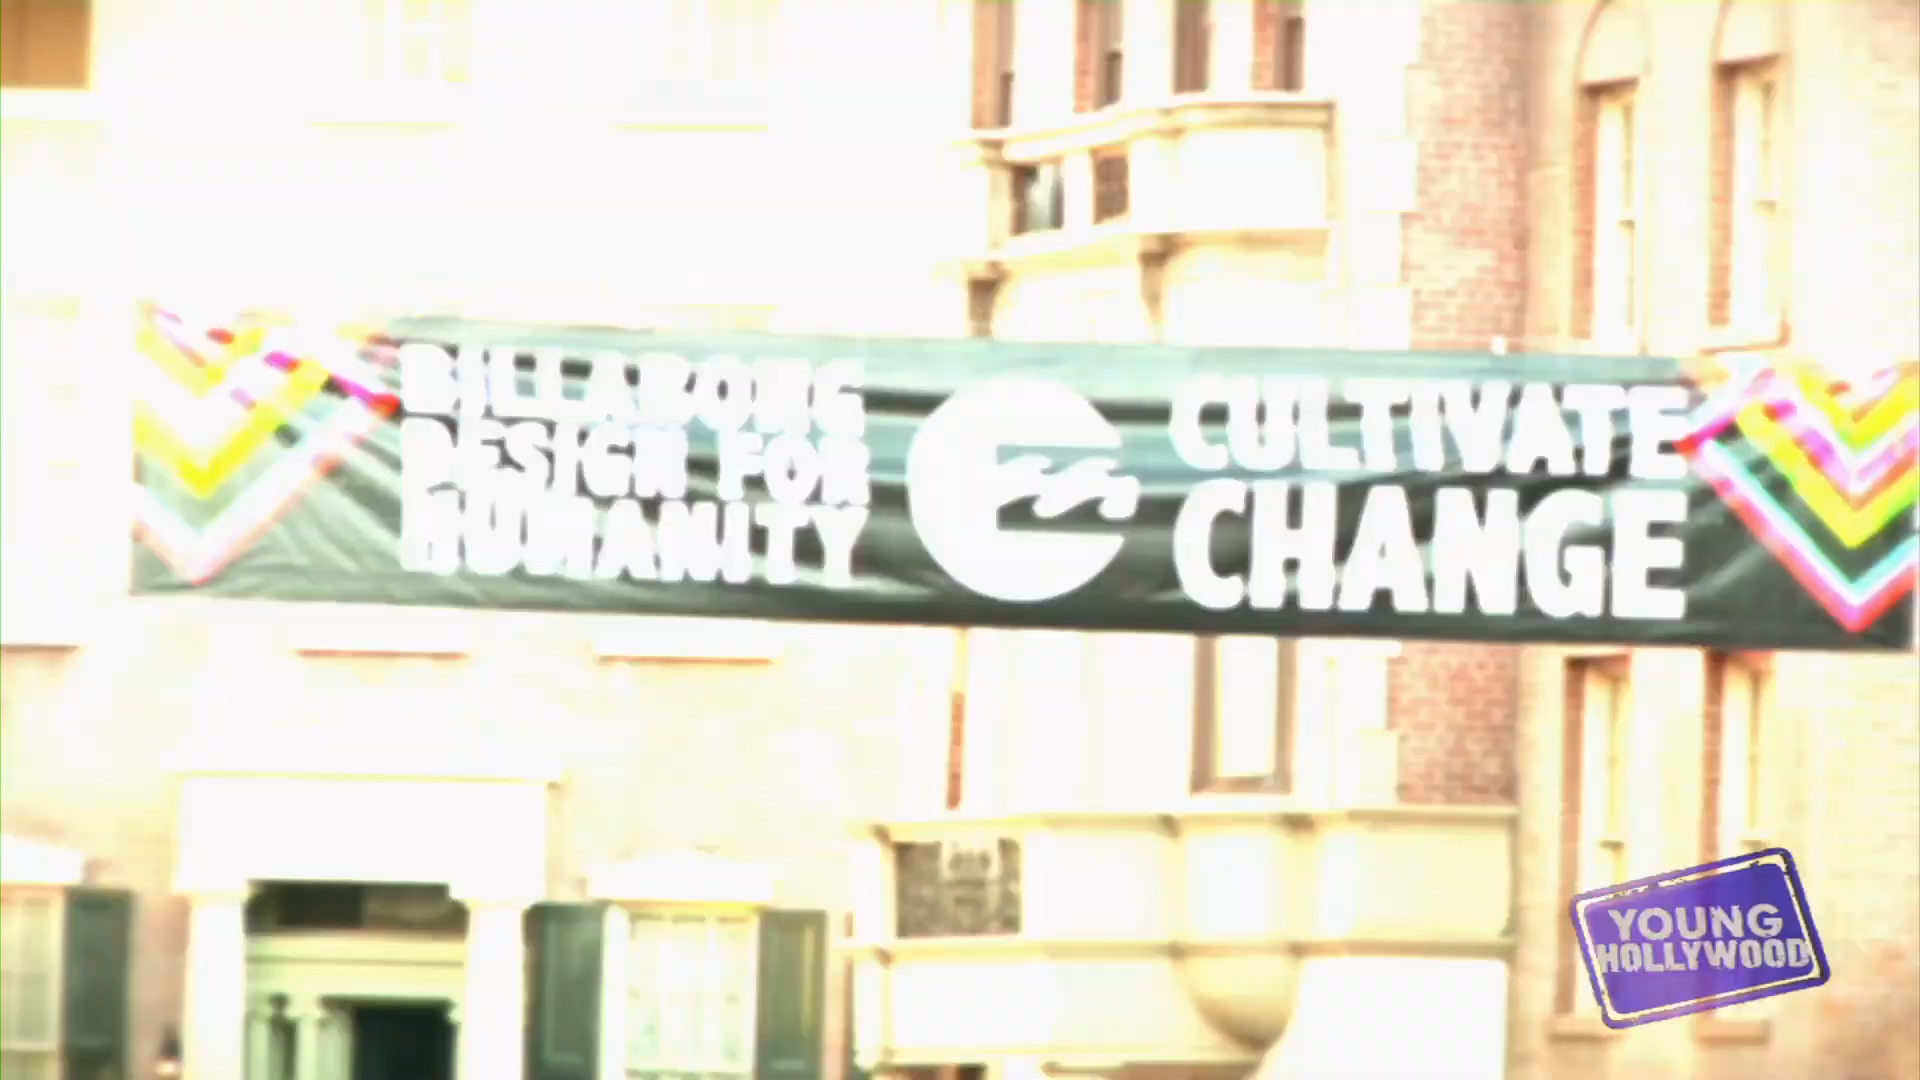 BILLABONG
DESIGN FOR
HUMANITY
CULTIVATE
CHANGE
YOUNG
HOLLYWOOD